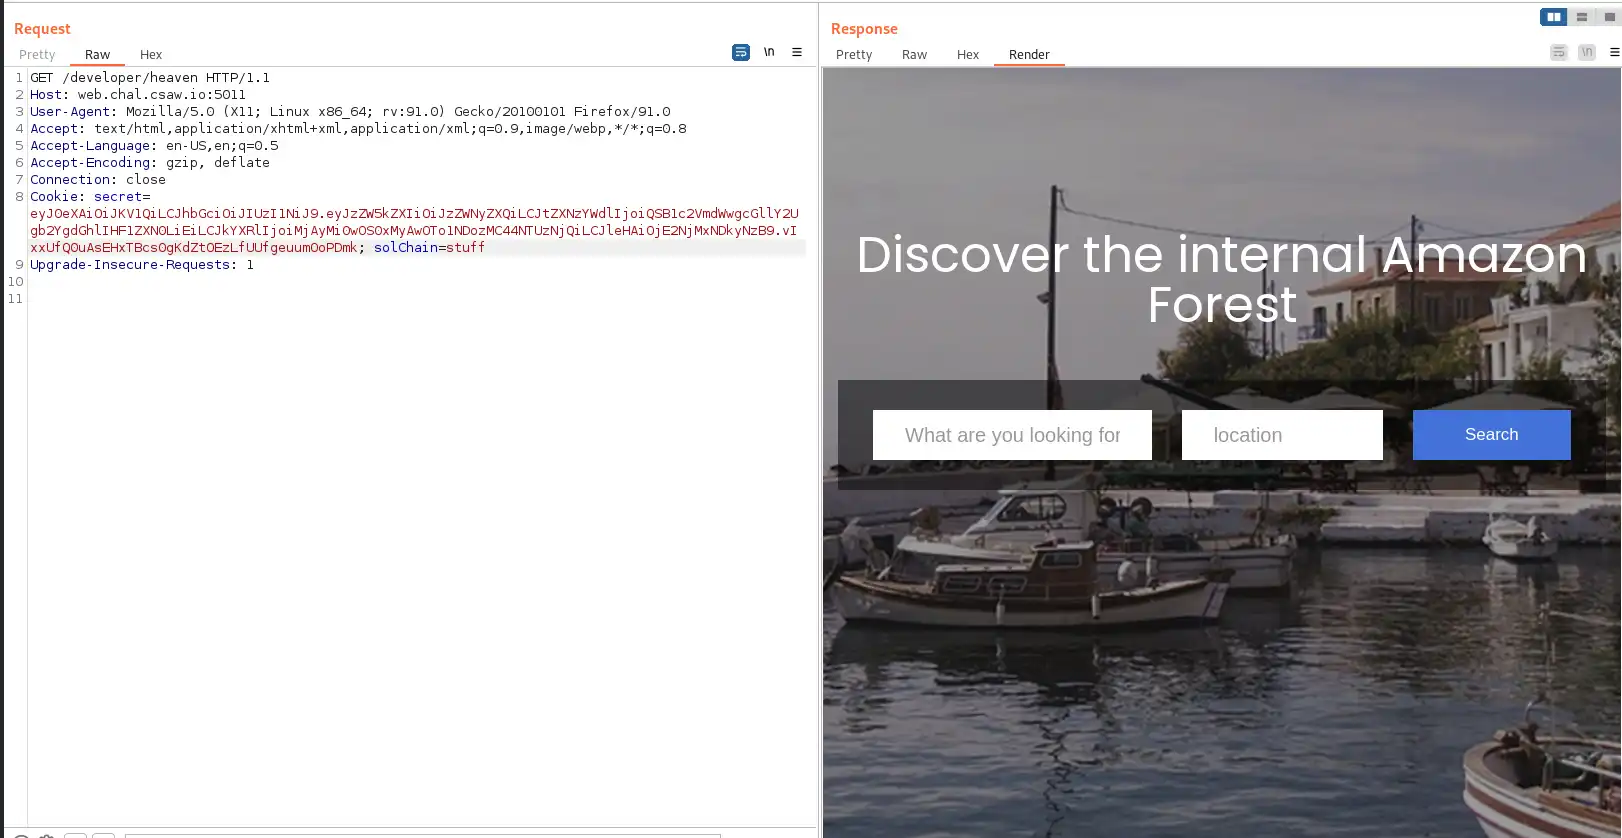 Request
Pretty Raw Hex
\n
1 GET /developer/heaven HTTP/1.1
2 Host: web.chal.csaw.io:5011
3 User-Agent: Mozilla/5.0 (X11; Linux x86_64; rv:91.0) Gecko/20100101 Firefox/91.0
4 Accept: text/html,application/xhtml+xml,application/xml;q=0.9,image/webp,*/*;q=0.8
5 Accept-Language: en-US,en;q=0.5
6 Accept-Encoding: gzip, deflate
7 Connection: close
8 Cookie: secret=
eyJ0eXAiOiJKV1QiLCJhbGciOiJIUzI1NiJ9.eyJzZW5kZXIiOiJzZWNyZXQiLCJtZXNzYWdlIjoiQSB1c2VmdWwgcGllY2U
gb2YgdGhlIHF1ZXN0LiEiLCJkYXRlIjoiMjAyMi0wOS0xMyAwOTo1NDozMC44NTUzNjQiLCJleHAiOjE2NjMxNDkyNzB9.vI
xxUfQ0uAsEHxTBcsOgKdZtOEzLfUUfgeuumOoPDmk; solChain=stuff
9 Upgrade-Insecure-Requests: 1
10
11
Response
Pretty Raw Hex Render
\n
Discover the internal Amazon
Forest
What are you looking for
location
Search